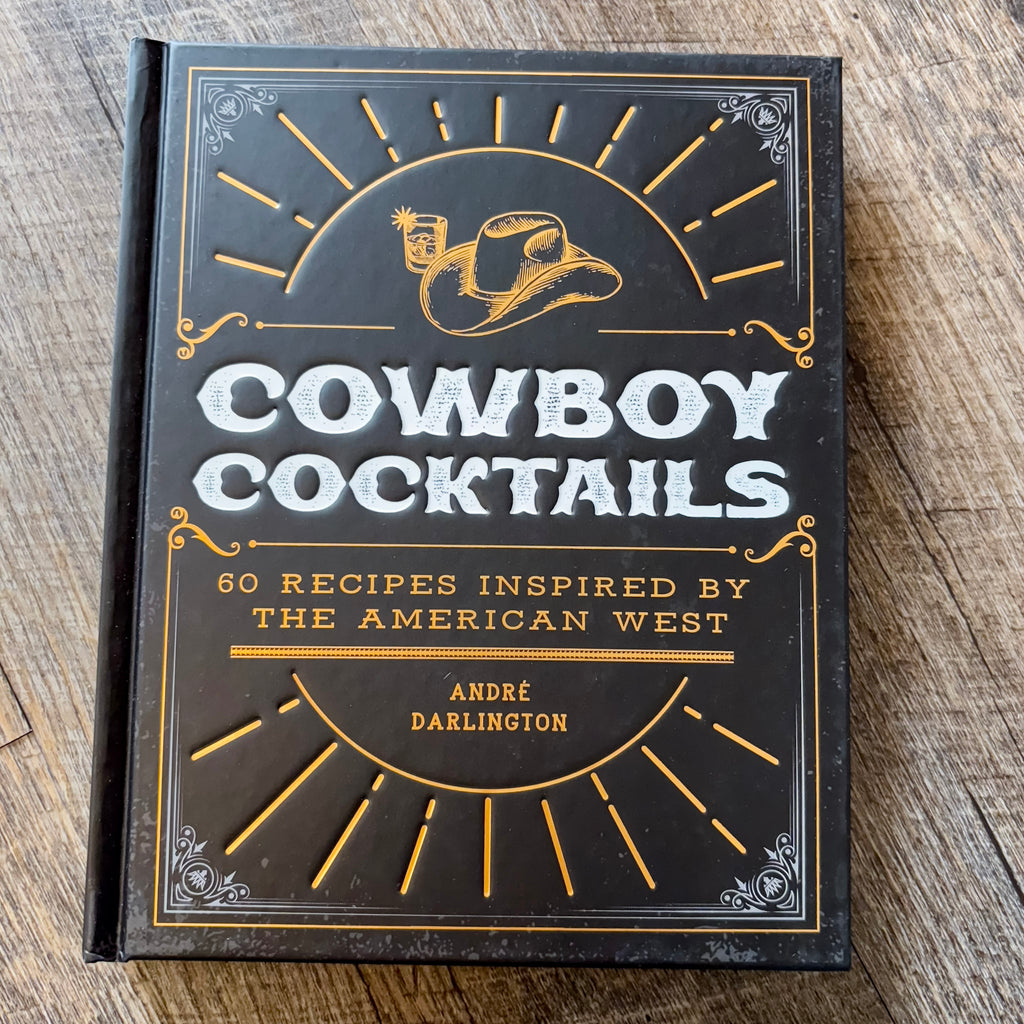 COWBOY
COCKTAILS
60 RECIPES INSPIRED BY
THE AMERICAN WEST
ANDRÉ
DARLINGTON